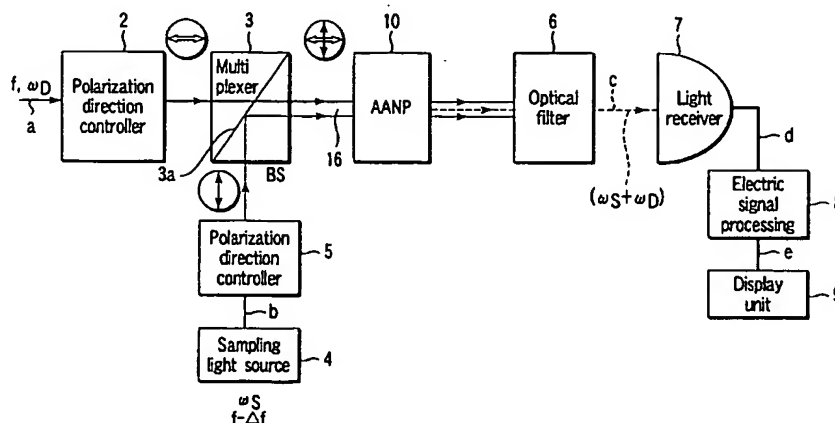 2
3
10
6
7
f, ωD
a
Polarization
direction
controller
Multi
plexer
AANP
Optical
filter
c
Light
receiver
3a
16
BS
(ωS+ωD)
d
Polarization
direction
controller
5
Electric
signal
processing
b
e
Sampling
light source
4
Display
unit
9
ωS
f-Δf